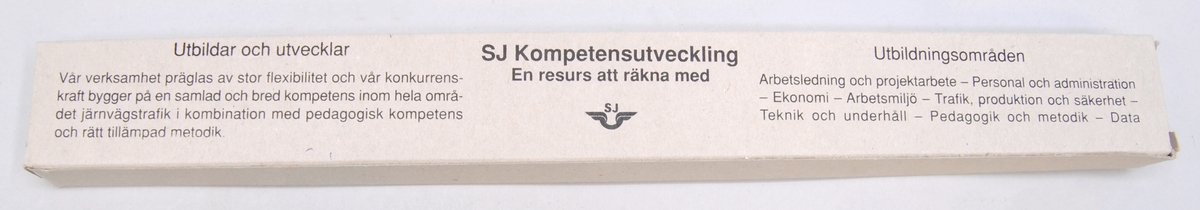 Utbildar och utvecklar
Vår verksamhet präglas av stor flexibilitet och vår konkurrens-
kraft bygger på en samlad och bred kompetens inom hela områ-
det järnvägstrafik i kombination med pedagogisk kompetens
och rätt tillämpad metodik.
SJ Kompetensutveckling
En resurs att räkna med
SJ
Utbildningsområden
Arbetsledning och projektarbete – Personal och administration
– Ekonomi – Arbetsmiljö – Trafik, produktion och säkerhet –
Teknik och underhåll – Pedagogik och metodik – Data